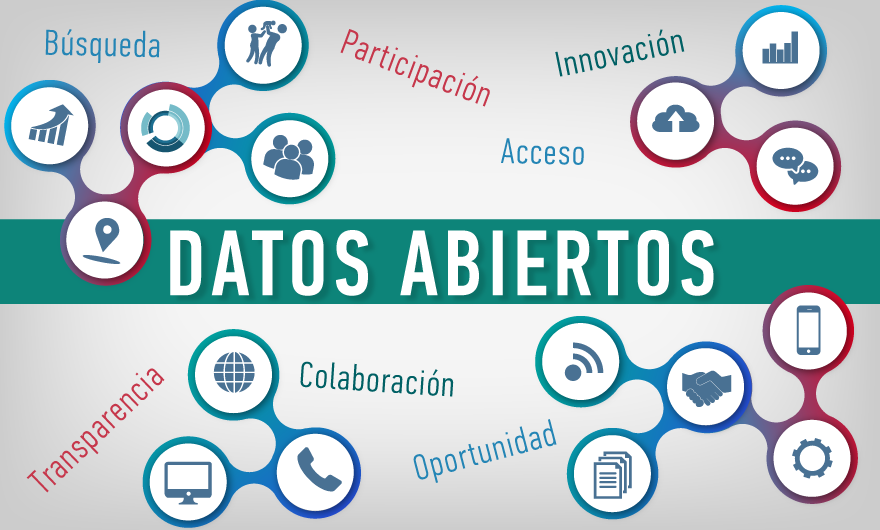 Búsqueda
Participación
Innovación
Acceso
DATOS ABIERTOS
Transparencia
Colaboración
Oportunidad